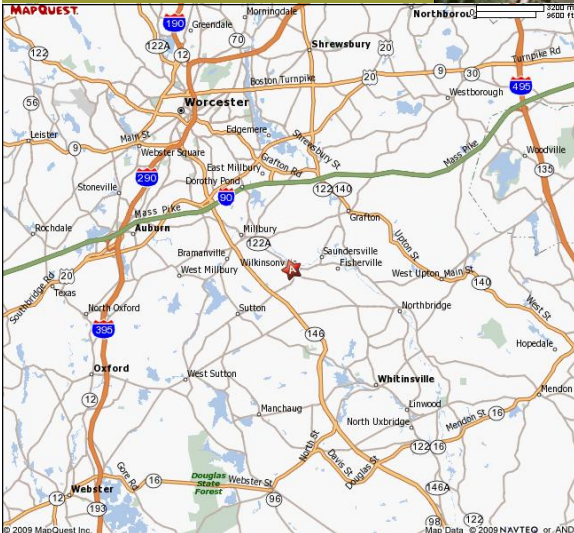 MAPQUEST.
Morningdale
Northborou
3200 m
9600 ft
190
Greendale
70
Shrewsbury
20
122A
12
Turnpike Rd
9
30
20
Boston Turnpike
495
56
Worcester
Westborough
Leister
Main St
Edgemere
Shrewsbury St
9
Webster Square
Grafton Rd
Mass Pike
Woodville
East Millbury
290
Dorothy Pond
135
Stoneville
90
122
140
Mass Pike
Grafton
Rochdale
Auburn
Millbury
122A
Upton St
Saundersville
Bramanville
Wilkinsonv
A
Fisherville
20
West Millbury
West Upton
Main St
Southbridge Rd
Texas
140
North Oxford
Sutton
Northbridge
West St
395
146
Hopedale
Oxford
West Sutton
Whitinsville
12
Mendon
Manchaug
Linwood
Mendon St
16
North Uxbridge
North St
122
16
Davis St
Douglas St
Gore Rd
16
Douglas
State
Forest
Webster St
Webster
12
96
146A
193
98
122
© 2009 MapQuest Inc.
Map Data © 2009 NAVTEQ or AND